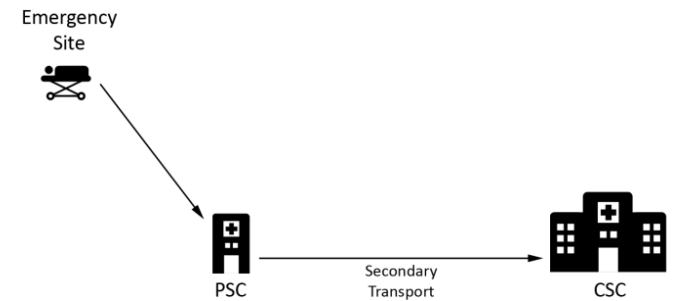 Emergency
Site
PSC
Secondary
Transport
CSC